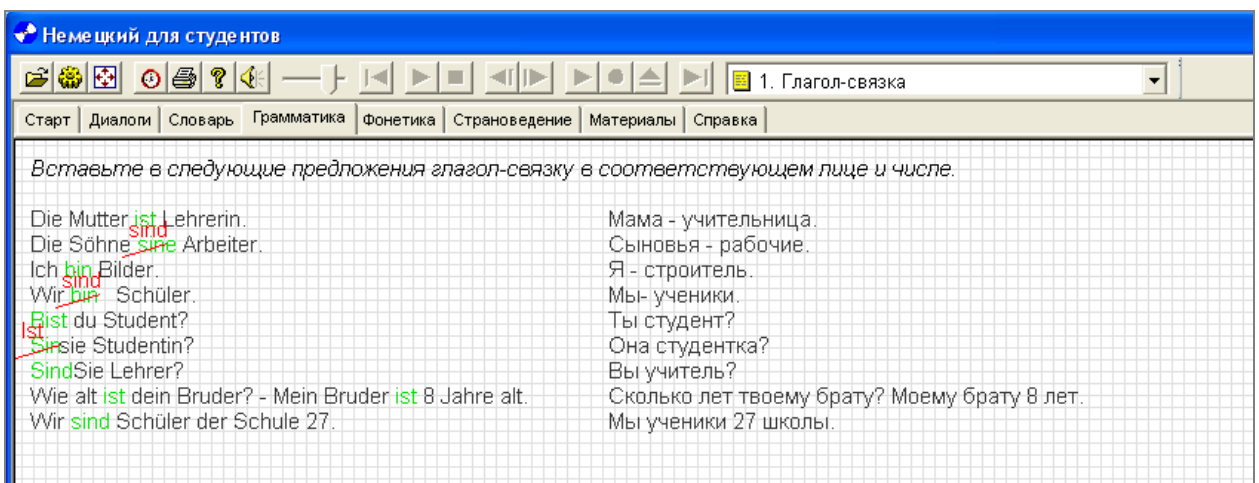 Немецкий для студентов
1. Глагол-связка
Старт Диалоги Словарь Грамматика Фонетика Страноведение Материалы Справка
Вставьте в следующие предложения глагол-связку в соответствующем лице и числе.
Die Mutter ist Lehrerin. Мама - учительница.
sind
Die Söhne sine Arbeiter. Сыновья - рабочие.
Ich bin Bilder. Я - строитель.
sind
Wir bin Schüler. Мы- ученики.
Bist du Student? Ты студент?
Ist
Sinsie Studentin? Она студентка?
SindSie Lehrer? Вы учитель?
Wie alt ist dein Bruder? - Mein Bruder ist 8 Jahre alt. Сколько лет твоему брату? Моему брату 8 лет.
Wir sind Schüler der Schule 27. Мы ученики 27 школы.